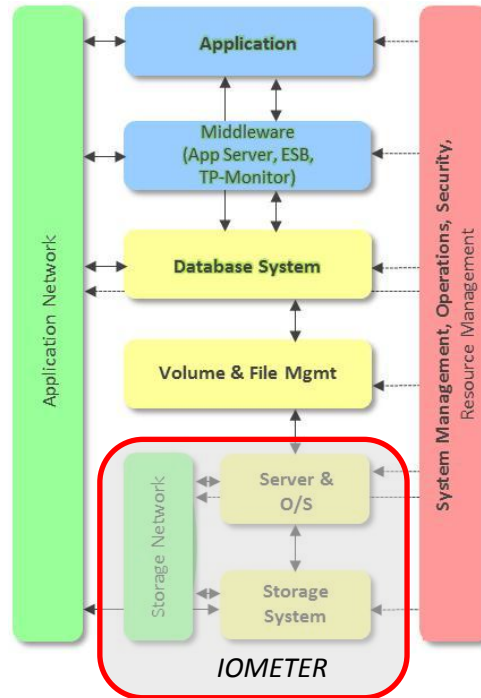 Application
Middleware
(App Server, ESB,
TP-Monitor)
Database System
Volume & File Mgmt
Server &
O/S
Storage
System
Storage Network
IOMETER
Application Network
System Management, Operations, Security,
Resource Management